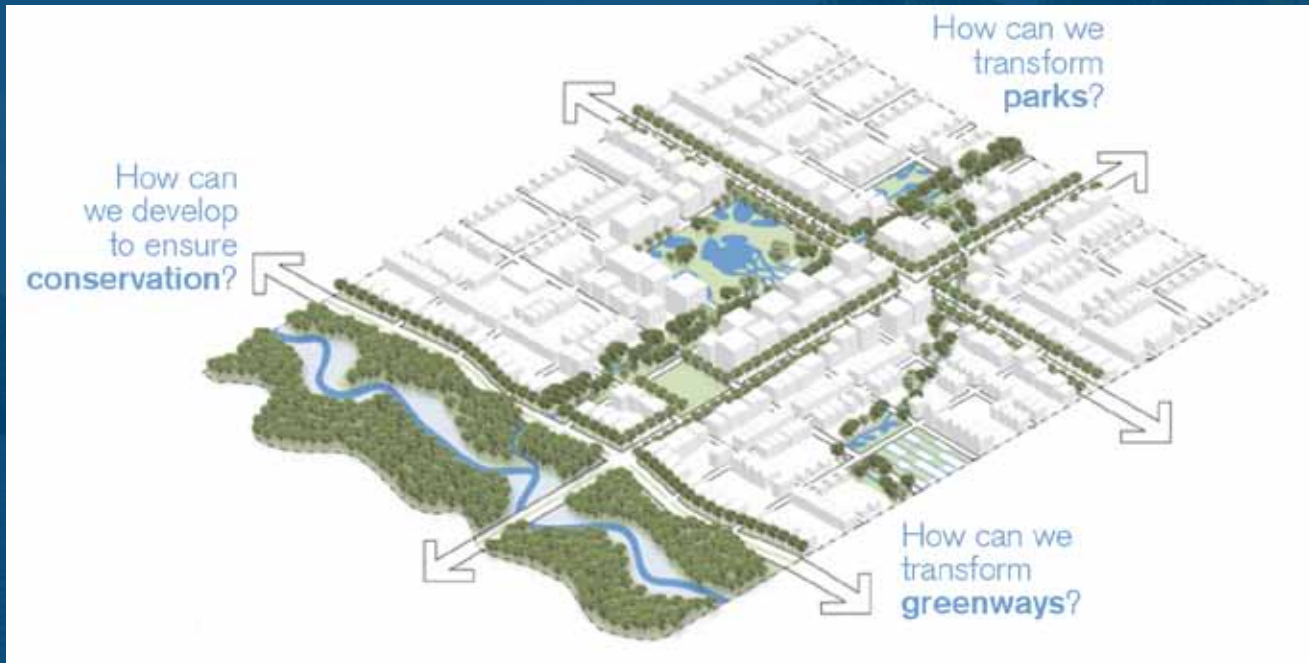 How can we
transform
parks?
How can
we develop
to ensure
conservation?
How can we
transform
greenways?